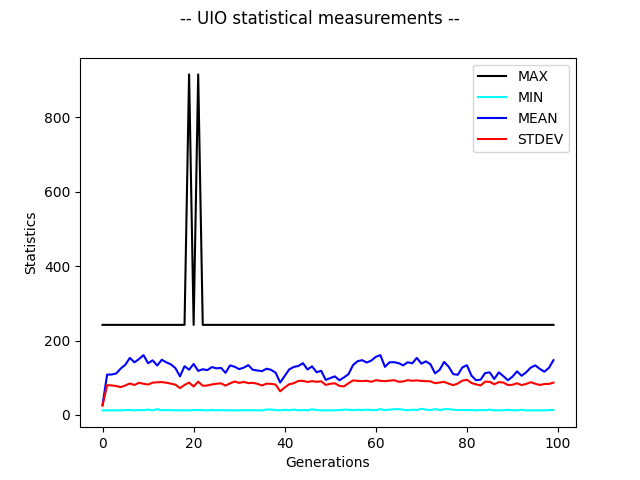 -- UIO statistical measurements --
MAX
MIN
MEAN
STDEV
Statistics
800
600
400
200
0
0 20 40 60 80 100
Generations